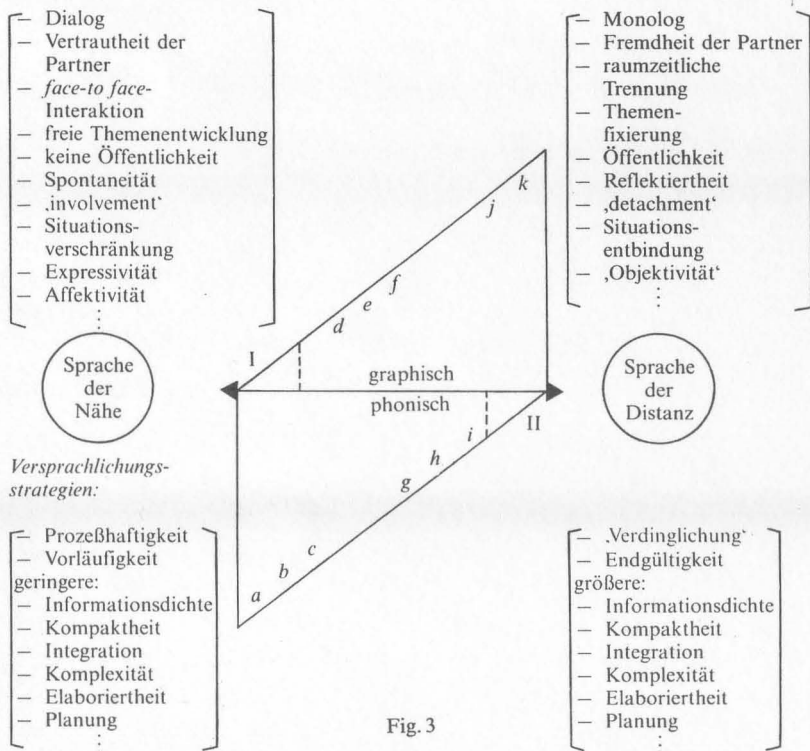 – Dialog
– Vertrautheit der
Partner
– face-to face-
Interaktion
– freie Themenentwicklung
– keine Öffentlichkeit
– Spontaneität
‚involvement‘
– Situations-
verschränkung
– Expressivität
– Affektivität
⋮
– Monolog
– Fremdheit der Partner
– raumzeitliche
Trennung
– Themen-
fixierung
– Öffentlichkeit
– Reflektiertheit
– ‚detachment‘
– Situations-
entbindung
– ‚Objektivität‘
⋮
k
j
f
e
d
I
Sprache
der
Nähe
graphisch
phonisch
Sprache
der
Distanz
II
i
h
g
c
b
a
Versprachlichungs-
strategien:
– Prozeßhaftigkeit
– Vorläufigkeit
geringere:
– Informationsdichte
– Kompaktheit
– Integration
– Komplexität
– Elaboriertheit
– Planung
⋮
– ‚Verdinglichung‘
– Endgültigkeit
größere:
– Informationsdichte
– Kompaktheit
– Integration
– Komplexität
– Elaboriertheit
– Planung
⋮
Fig. 3